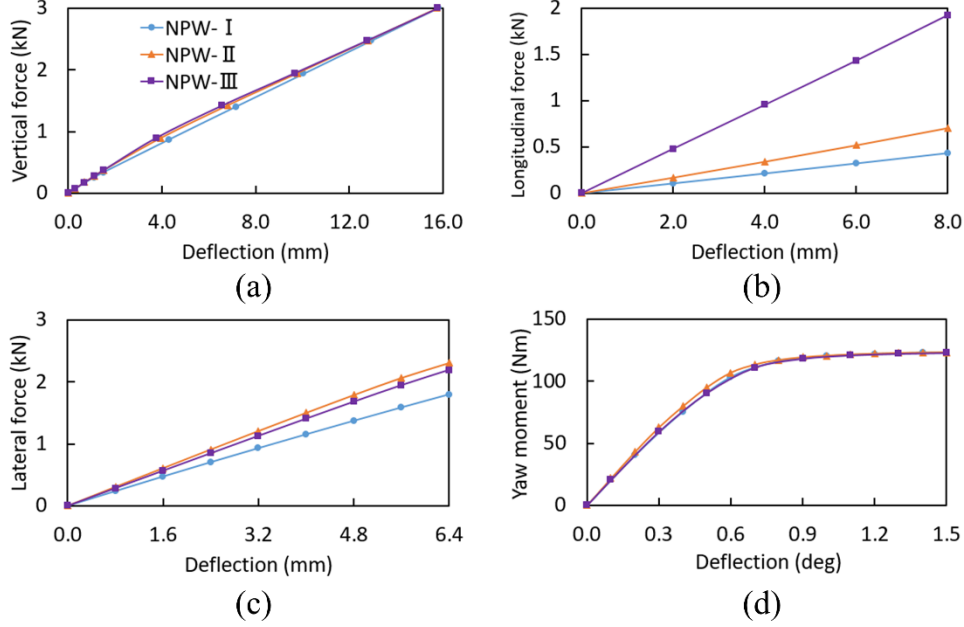 Vertical force (kN)
3
2
1
0
NPW- Ⅰ
NPW-Ⅱ
NPW-Ⅲ
0.0 4.0 8.0 12.0 16.0
Deflection (mm)
(a)
Longitudinal force (kN)
2
1.5
1
0.5
0
0.0 2.0 4.0 6.0 8.0
Deflection (mm)
(b)
Lateral force (kN)
3
2
1
0
0.0 1.6 3.2 4.8 6.4
Deflection (mm)
(c)
Yaw moment (Nm)
150
100
50
0
0.0 0.3 0.6 0.9 1.2 1.5
Deflection (deg)
(d)